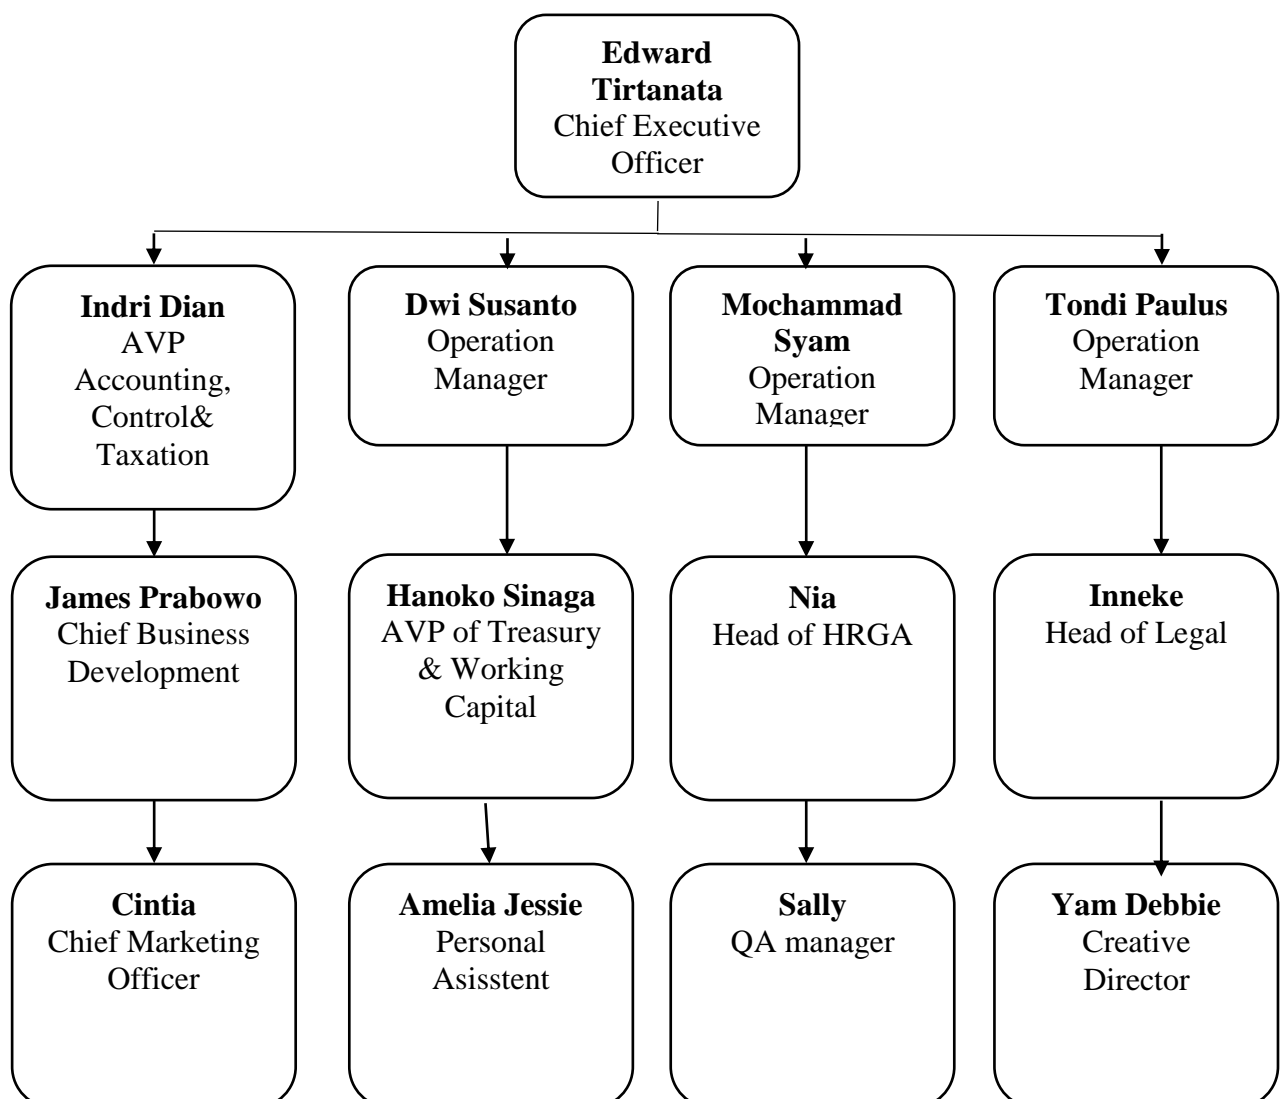 Edward
Tirtanata
Chief Executive
Officer
Indri Dian
AVP
Accounting,
Control&
Taxation
Dwi Susanto
Operation
Manager
Mochammad
Syam
Operation
Manager
Tondi Paulus
Operation
Manager
James Prabowo
Chief Business
Development
Hanoko Sinaga
AVP of Treasury
& Working
Capital
Nia
Head of HRGA
Inneke
Head of Legal
Cintia
Chief Marketing
Officer
Amelia Jessie
Personal
Asisstent
Sally
QA manager
Yam Debbie
Creative
Director